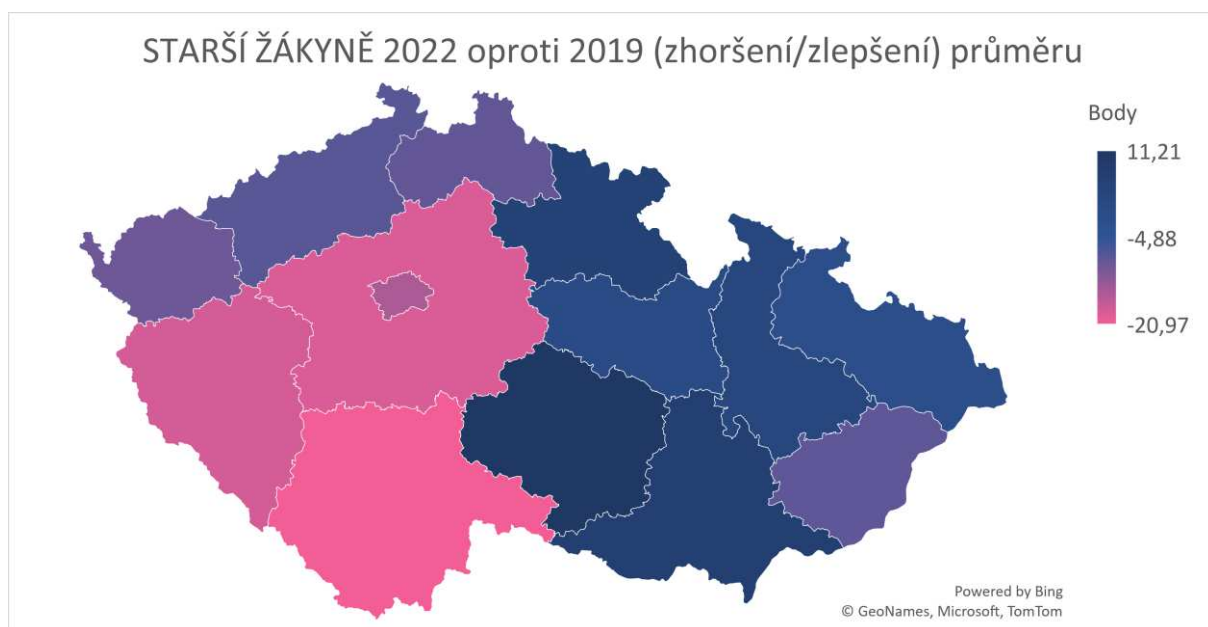 STARŠÍ ŽÁKYNĚ 2022 oproti 2019 (zhoršení/zlepšení) průměru
Body
11,21
-4,88
-20,97
Powered by Bing
© GeoNames, Microsoft, TomTom